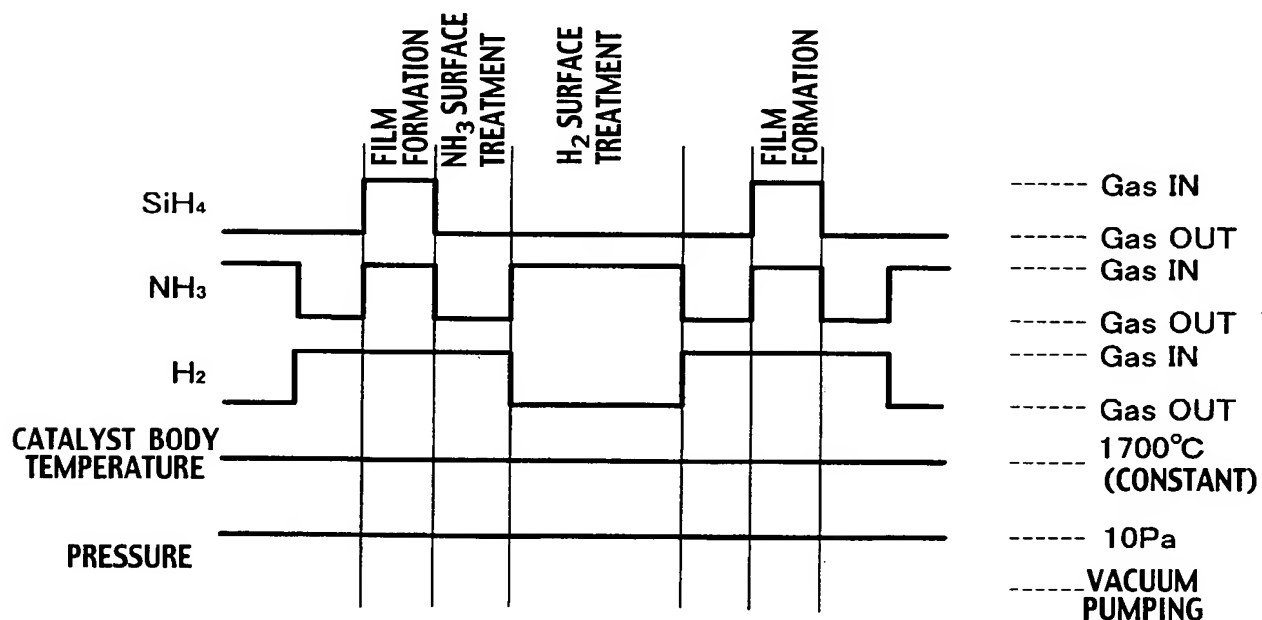 FILM
FORMATION
NH₃ SURFACE
TREATMENT
H₂ SURFACE
TREATMENT
FILM
FORMATION
SiH₄
Gas IN
Gas OUT
NH₃
Gas IN
Gas OUT
H₂
Gas IN
Gas OUT
CATALYST BODY
TEMPERATURE
1700°C
(CONSTANT)
PRESSURE
10Pa
VACUUM
PUMPING